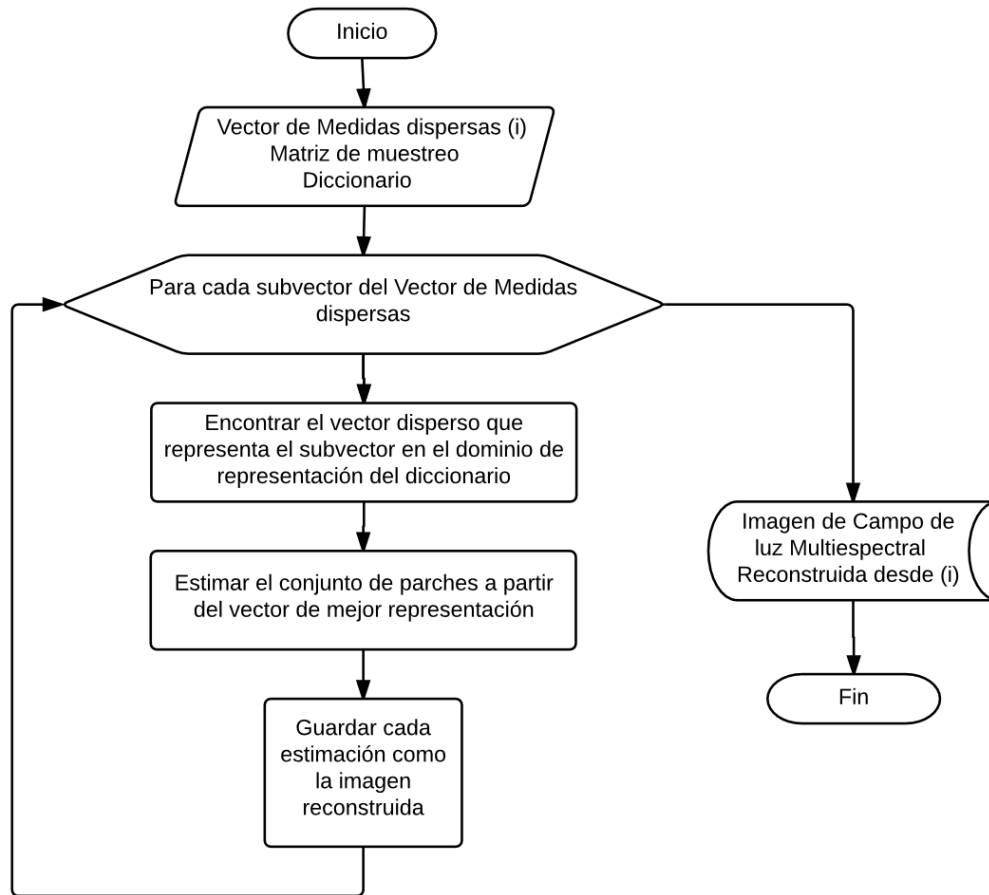 Inicio
Vector de Medidas dispersas (i)
Matriz de muestreo
Diccionario
Para cada subvector del Vector de Medidas
dispersas
Encontrar el vector disperso que
representa el subvector en el dominio de
representación del diccionario
Estimar el conjunto de parches a partir
del vector de mejor representación
Guardar cada
estimación como
la imagen
reconstruida
Imagen de Campo de
luz Multiespectral
Reconstruida desde (i)
Fin